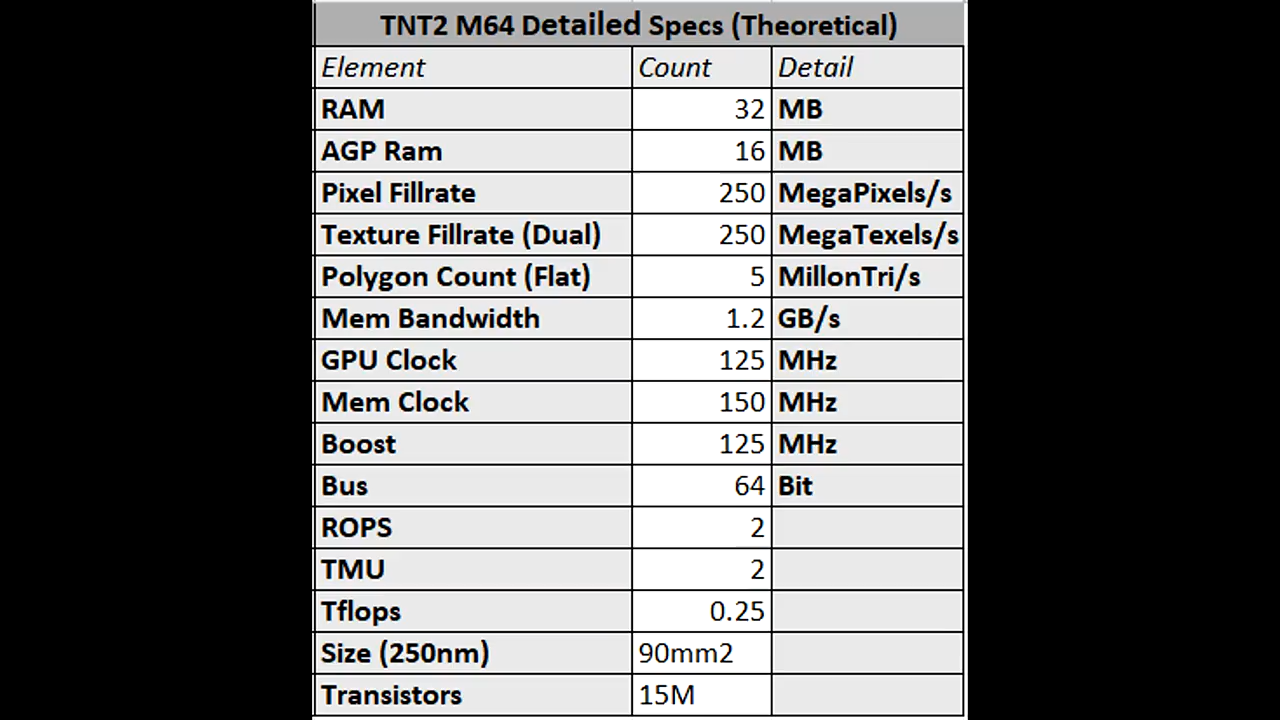 TNT2 M64 Detailed Specs (Theoretical)
Element Count Detail
RAM 32 MB
AGP Ram 16 MB
Pixel Fillrate 250 MegaPixels/s
Texture Fillrate (Dual) 250 MegaTexels/s
Polygon Count (Flat) 5 MillonTri/s
Mem Bandwidth 1.2 GB/s
GPU Clock 125 MHz
Mem Clock 150 MHz
Boost 125 MHz
Bus 64 Bit
ROPS 2
TMU 2
Tflops 0.25
Size (250nm) 90mm2
Transistors 15M